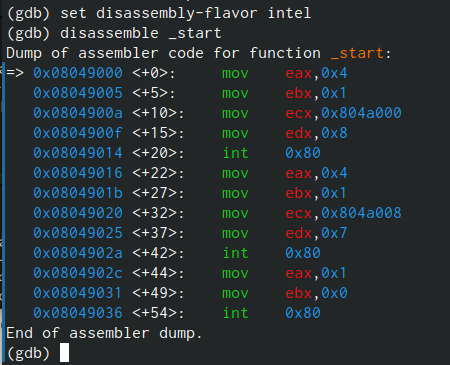 (gdb) set disassembly-flavor intel
(gdb) disassemble _start
Dump of assembler code for function _start:
=> 0x08049000 <+0>:     mov    eax,0x4
   0x08049005 <+5>:     mov    ebx,0x1
   0x0804900a <+10>:    mov    ecx,0x804a000
   0x0804900f <+15>:    mov    edx,0x8
   0x08049014 <+20>:    int    0x80
   0x08049016 <+22>:    mov    eax,0x4
   0x0804901b <+27>:    mov    ebx,0x1
   0x08049020 <+32>:    mov    ecx,0x804a008
   0x08049025 <+37>:    mov    edx,0x7
   0x0804902a <+42>:    int    0x80
   0x0804902c <+44>:    mov    eax,0x1
   0x08049031 <+49>:    mov    ebx,0x0
   0x08049036 <+54>:    int    0x80
End of assembler dump.
(gdb)